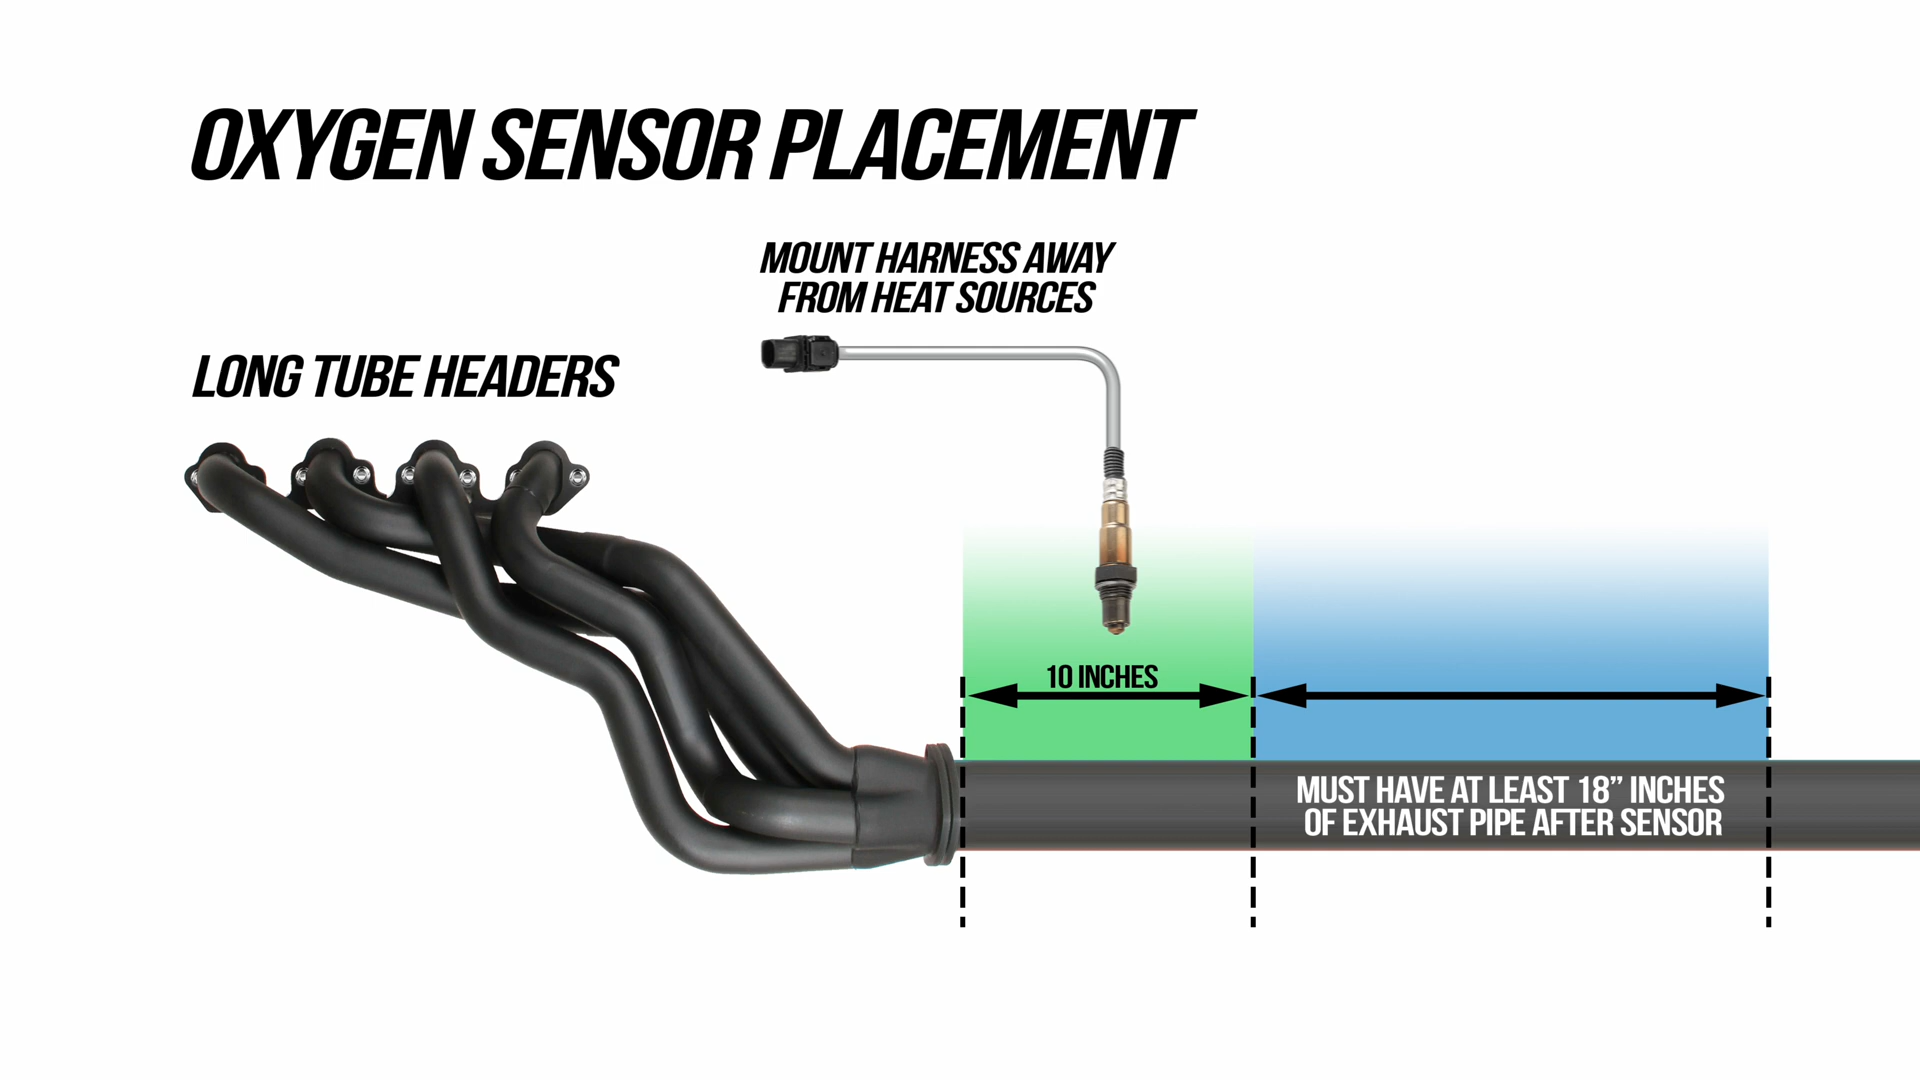 OXYGEN SENSOR PLACEMENT
MOUNT HARNESS AWAY
FROM HEAT SOURCES
LONG TUBE HEADERS
10 INCHES
MUST HAVE AT LEAST 18” INCHES
OF EXHAUST PIPE AFTER SENSOR